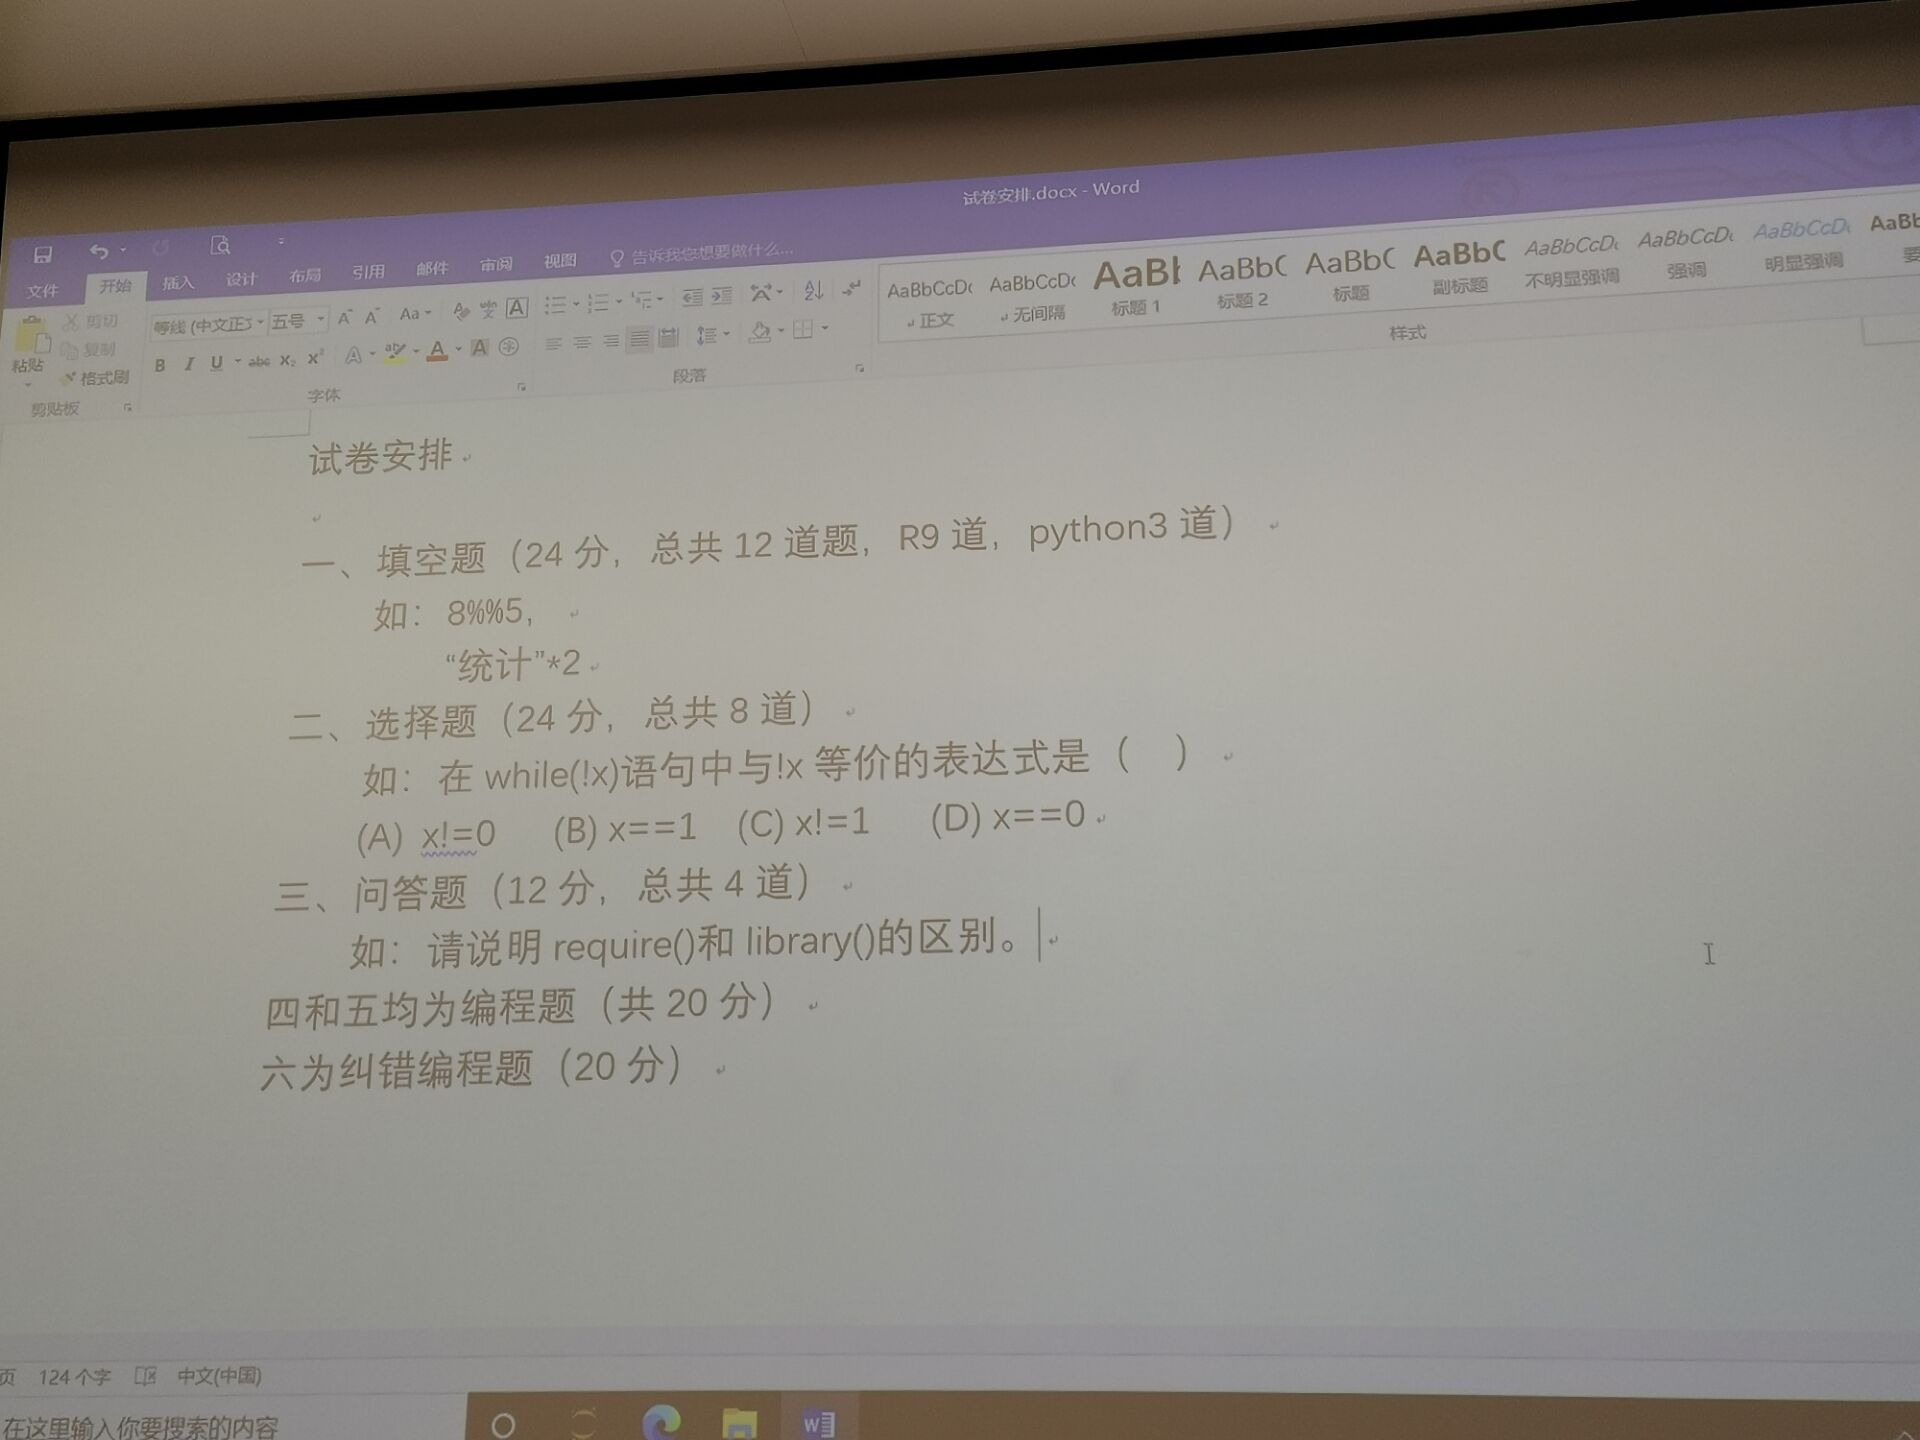 试卷安排.docx - Word
告诉我您想要做什么...
文件 开始 插入 设计 布局 引用 邮件 审阅 视图
粘贴 剪切 复制 格式刷
剪贴板
等线 (中文正文 五号
字体
段落
AaBbCcDc 正文
AaBbCcDc 无间隔
AaBl 标题 1
AaBbC 标题 2
AaBbC 标题
AaBbC 副标题
AaBbCcDc 不明显强调
AaBbCcDc 强调
AaBbCcDc 明显强调
样式
试卷安排
一、填空题（24 分，总共 12 道题，R9 道，python3 道）
如：8%%5，
“统计”*2
二、选择题（24 分，总共 8 道）
如：在 while(!x)语句中与!x 等价的表达式是（ ）
(A) x!=0 (B) x==1 (C) x!=1 (D) x==0
三、问答题（12 分，总共 4 道）
如：请说明 require()和 library()的区别。
四和五均为编程题（共 20 分）
六为纠错编程题（20 分）
页 124 个字 中文(中国)
在这里输入你要搜索的内容